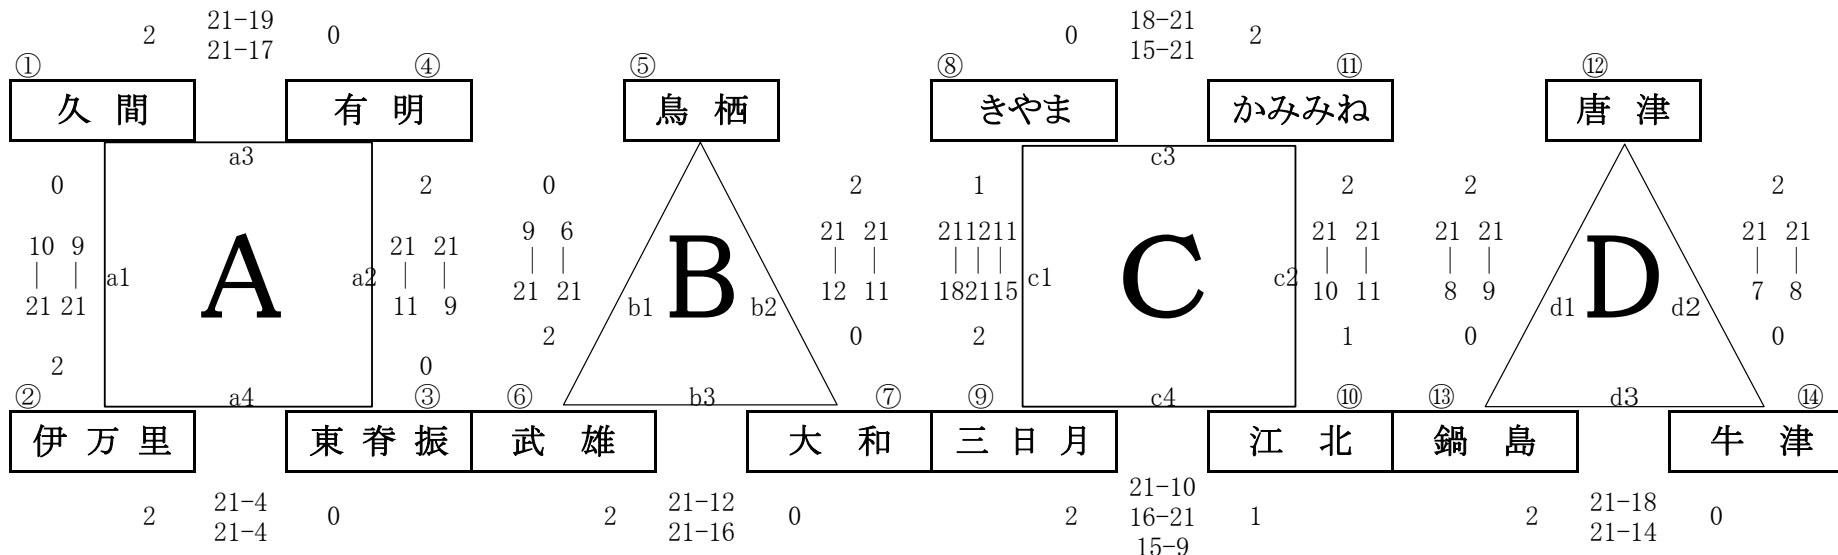 2 21-19 0 0 18-21 2
21-17 15-21
① ④ ⑤ ⑧ ⑪ ⑫
久間 有明 鳥栖 きやま かみみね 唐津
a3 c3
0 2 0 2 1 2 2 2
10 9 21 21 9 6 21 21 211211 21 21 21 21 21 21
| | a1 A a2 | | | | B | | | | | c1 C c2 | | | | D | |
21 21 11 9 21 21 12 11 182115 10 11 8 9 7 8
b1 b2 d1 d2
2 0 2 0 2 1 0 0
② a4 ③ ⑥ b3 ⑦ ⑨ c4 ⑩ ⑬ d3 ⑭
伊万里 東脊振 武雄 大和 三日月 江北 鍋島 牛津
2 21-4 0 2 21-12 0 2 21-10 1 2 21-18 0
21-4 21-16 16-21 21-14
15-9